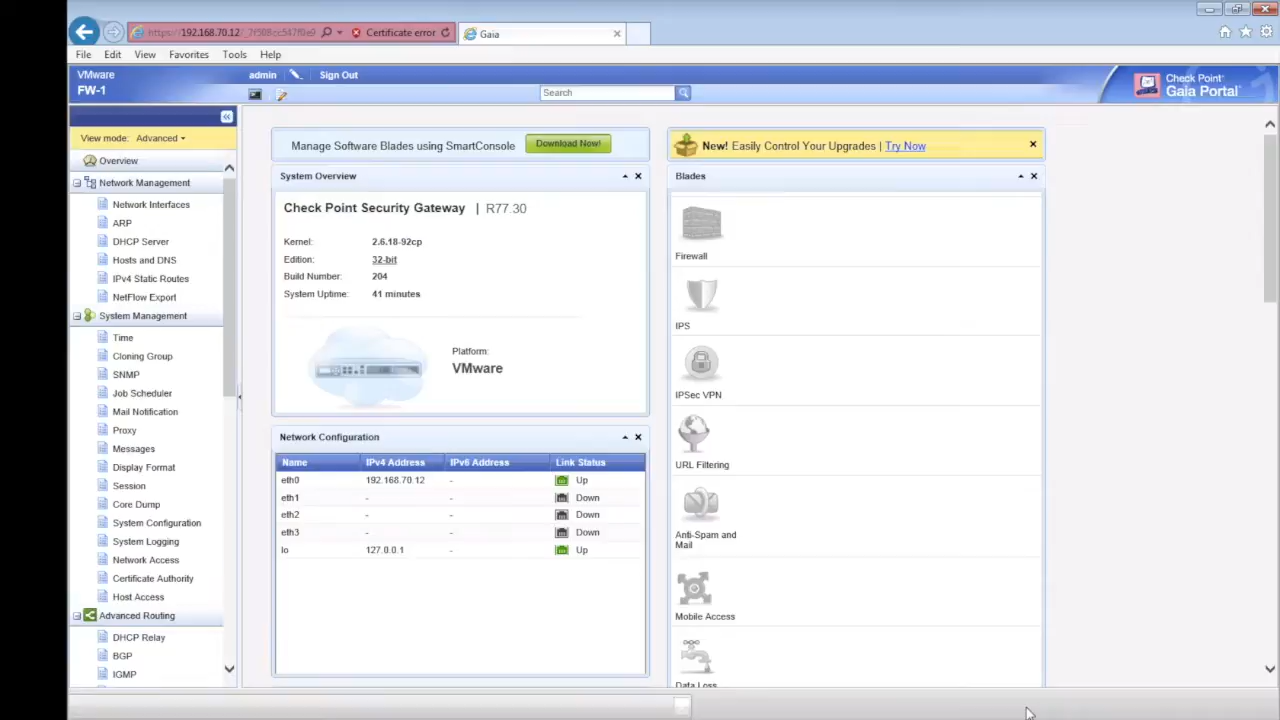 https://192.168.70.12/
Certificate error
Gaia
File Edit View Favorites Tools Help
VMware
FW-1
admin
Sign Out
Search
Check Point
Gaia Portal
View mode: Advanced
Overview
Network Management
Network Interfaces
ARP
DHCP Server
Hosts and DNS
IPv4 Static Routes
NetFlow Export
System Management
Time
Cloning Group
SNMP
Job Scheduler
Mail Notification
Proxy
Messages
Display Format
Session
Core Dump
System Configuration
System Logging
Network Access
Certificate Authority
Host Access
Advanced Routing
DHCP Relay
BGP
IGMP
Manage Software Blades using SmartConsole
Download Now!
System Overview
Check Point Security Gateway | R77.30
Kernel: 2.6.18-92cp
Edition: 32-bit
Build Number: 204
System Uptime: 41 minutes
Platform:
VMware
Network Configuration
Name IPv4 Address IPv6 Address Link Status
eth0 192.168.70.12 - Up
eth1 - - Down
eth2 - - Down
eth3 - - Down
lo 127.0.0.1 - Up
New! Easily Control Your Upgrades | Try Now
Blades
Firewall
IPS
IPSec VPN
URL Filtering
Anti-Spam and
Mail
Mobile Access
Data Loss